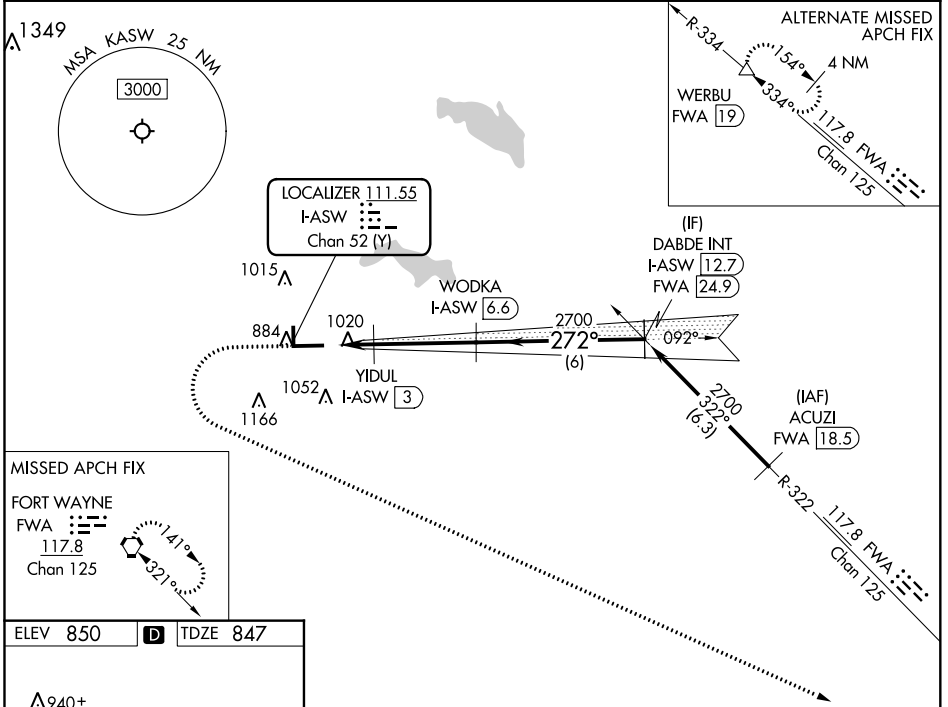 1349
MSA KASW 25 NM
3000
ALTERNATE MISSED
APCH FIX
R-334
154°
4 NM
334°
WERBU
FWA 19
117.8 FWA
Chan 125
LOCALIZER 111.55
I-ASW
Chan 52 (Y)
1015
884
1020
1052
1166
YIDUL
I-ASW 3
WODKA
I-ASW 6.6
2700
272°
(6)
092°
(IF)
DABDE INT
I-ASW 12.7
FWA 24.9
2700
322°
(6.3)
(IAF)
ACUZI
FWA 18.5
R-322
117.8 FWA
Chan 125
MISSED APCH FIX
FORT WAYNE
FWA
117.8
Chan 125
141°
321°
ELEV 850 D TDZE 847
940±